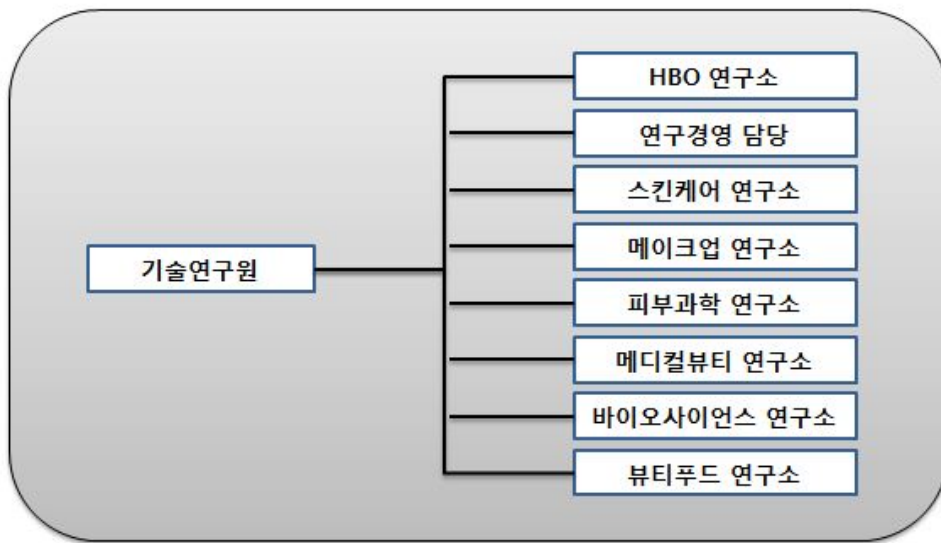 HBO 연구소
연구경영 담당
스킨케어 연구소
메이크업 연구소
기술연구원
피부과학 연구소
메디컬뷰티 연구소
바이오사이언스 연구소
뷰티푸드 연구소